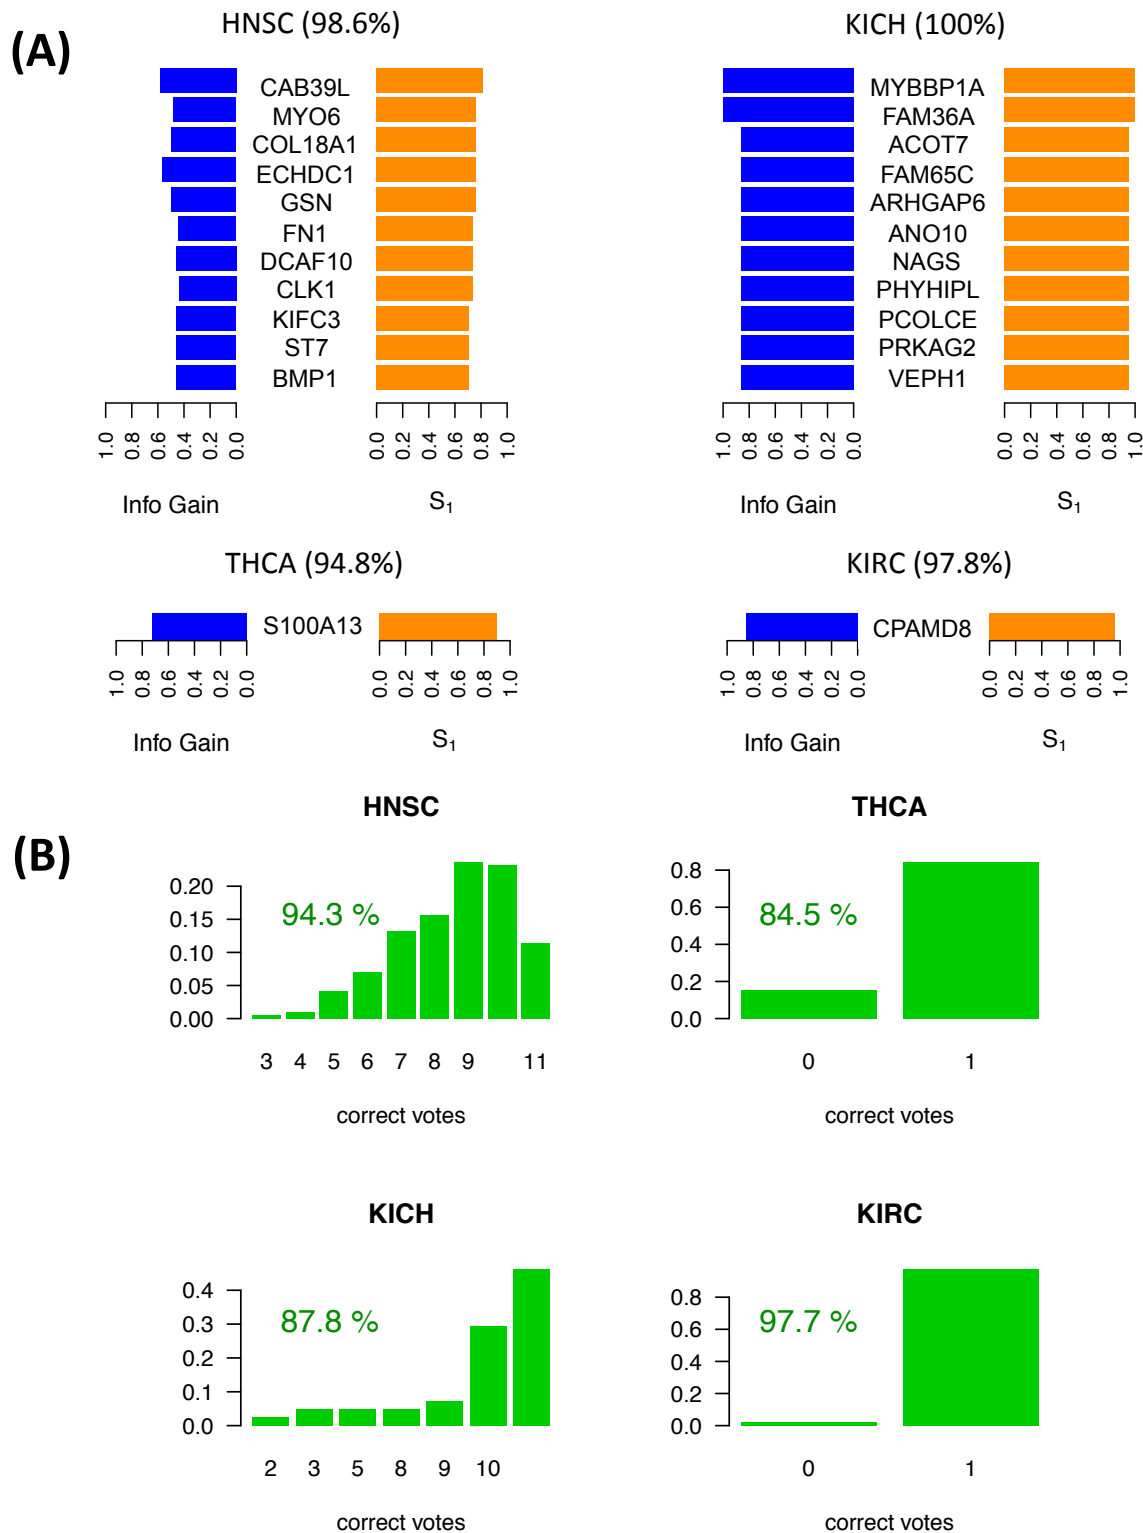 (A)
HNSC (98.6%)
CAB39L
MYO6
COL18A1
ECHDC1
GSN
FN1
DCAF10
CLK1
KIFC3
ST7
BMP1
1.0 0.8 0.6 0.4 0.2 0.0
0.0 0.2 0.4 0.6 0.8 1.0
Info Gain
S1
KICH (100%)
MYBBP1A
FAM36A
ACOT7
FAM65C
ARHGAP6
ANO10
NAGS
PHYHIPL
PCOLCE
PRKAG2
VEPH1
1.0 0.8 0.6 0.4 0.2 0.0
0.0 0.2 0.4 0.6 0.8 1.0
Info Gain
S1
THCA (94.8%)
S100A13
1.0 0.8 0.6 0.4 0.2 0.0
0.0 0.2 0.4 0.6 0.8 1.0
Info Gain
S1
KIRC (97.8%)
CPAMD8
1.0 0.8 0.6 0.4 0.2 0.0
0.0 0.2 0.4 0.6 0.8 1.0
Info Gain
S1
(B)
HNSC
94.3 %
0.20
0.15
0.10
0.05
0.00
3 4 5 6 7 8 9 11
correct votes
THCA
84.5 %
0.8
0.6
0.4
0.2
0.0
0 1
correct votes
KICH
87.8 %
0.4
0.3
0.2
0.1
0.0
2 3 5 8 9 10
correct votes
KIRC
97.7 %
0.8
0.6
0.4
0.2
0.0
0 1
correct votes